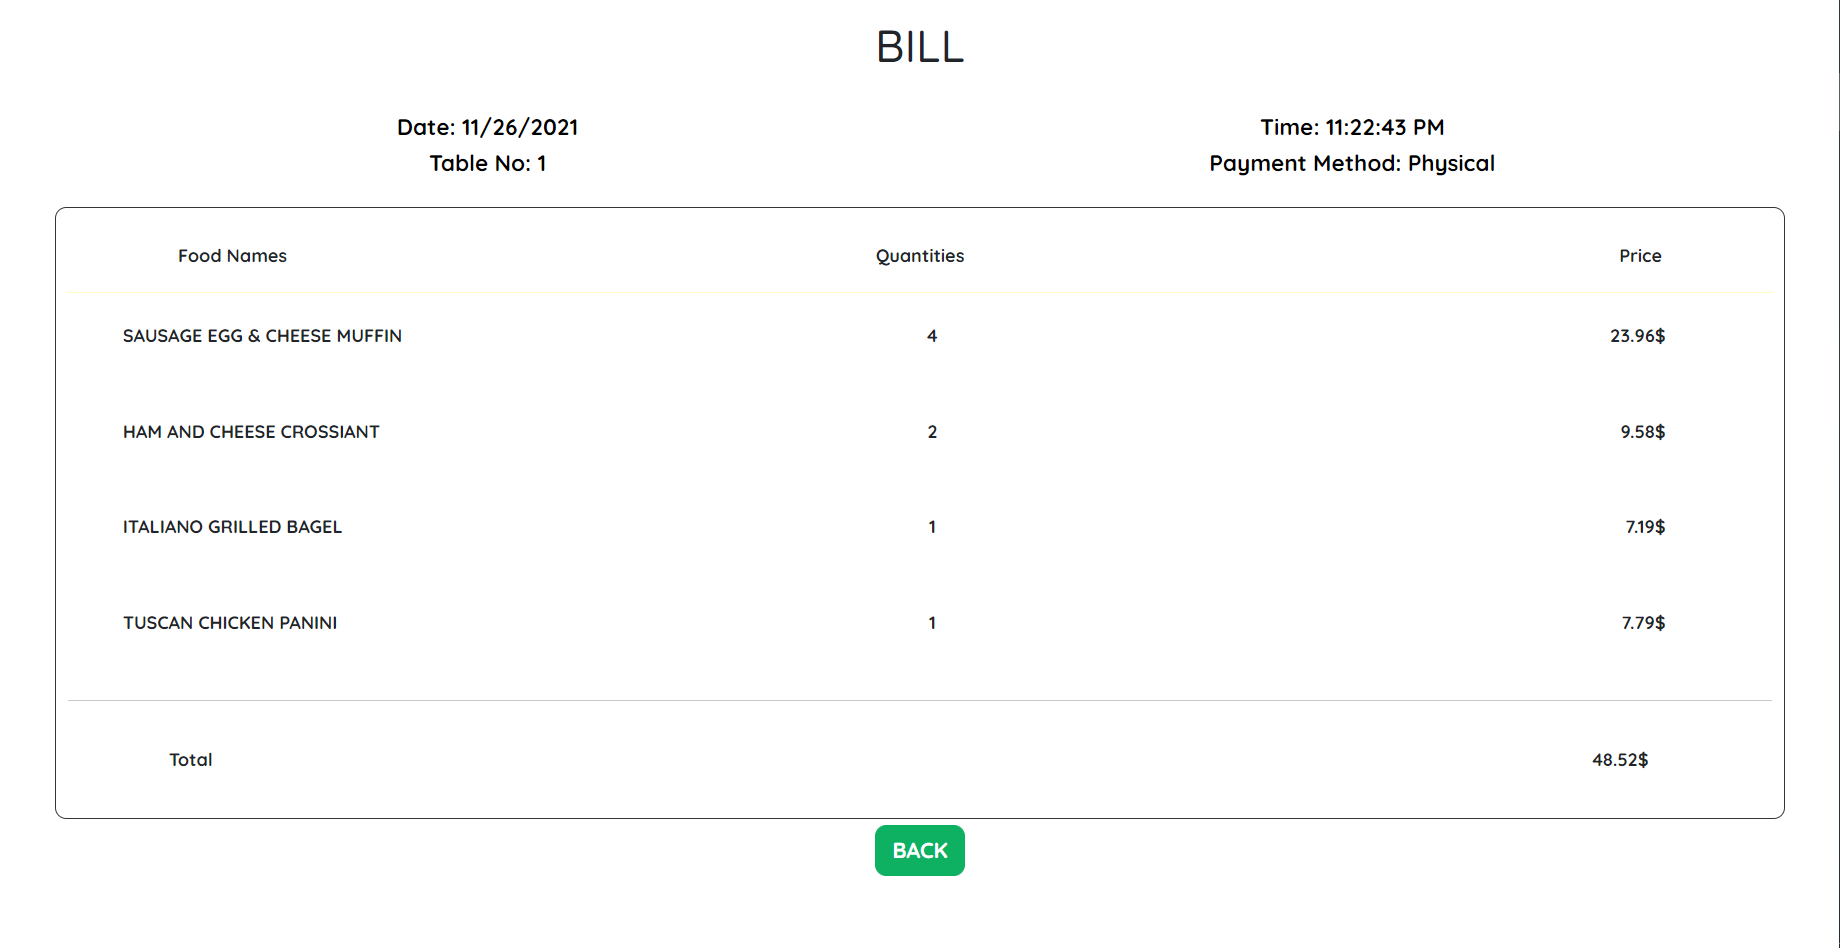 BILL
Date: 11/26/2021
Time: 11:22:43 PM
Table No: 1
Payment Method: Physical
Food Names Quantities Price
SAUSAGE EGG & CHEESE MUFFIN 4 23.96$
HAM AND CHEESE CROSSIANT 2 9.58$
ITALIANO GRILLED BAGEL 1 7.19$
TUSCAN CHICKEN PANINI 1 7.79$
Total 48.52$
BACK